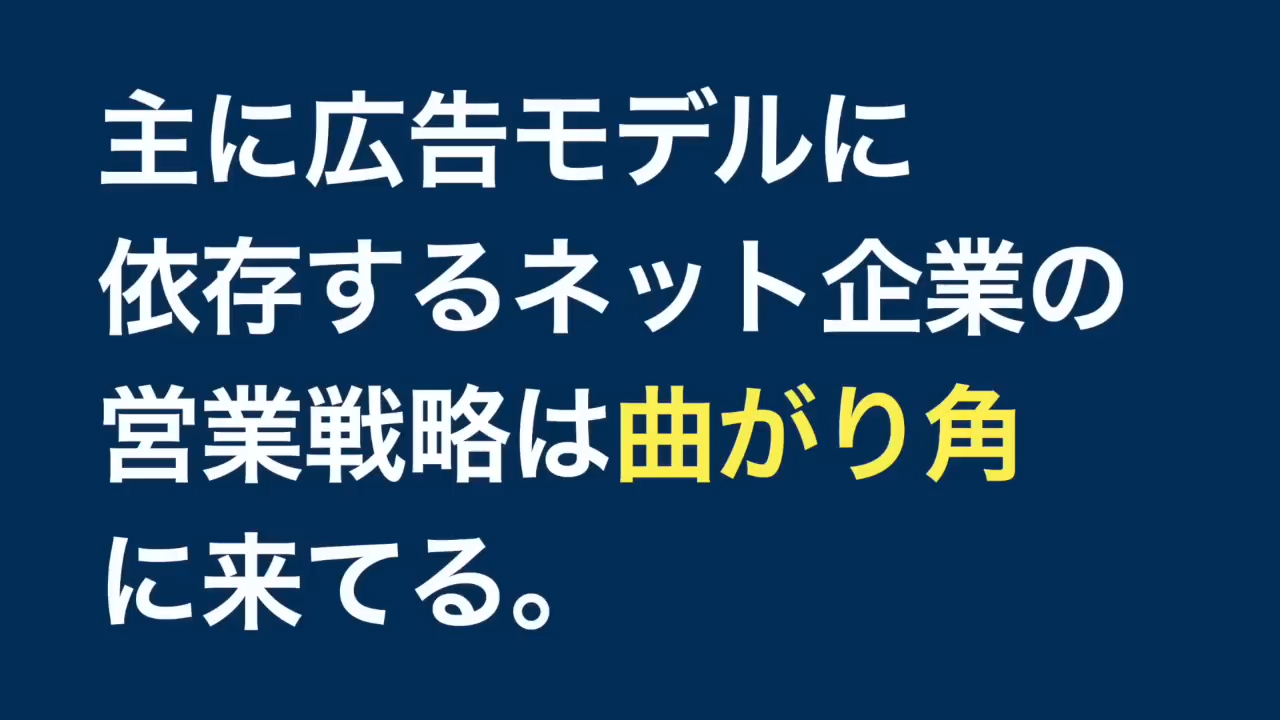 主に広告モデルに
依存するネット企業の
営業戦略は曲がり角
に来てる。